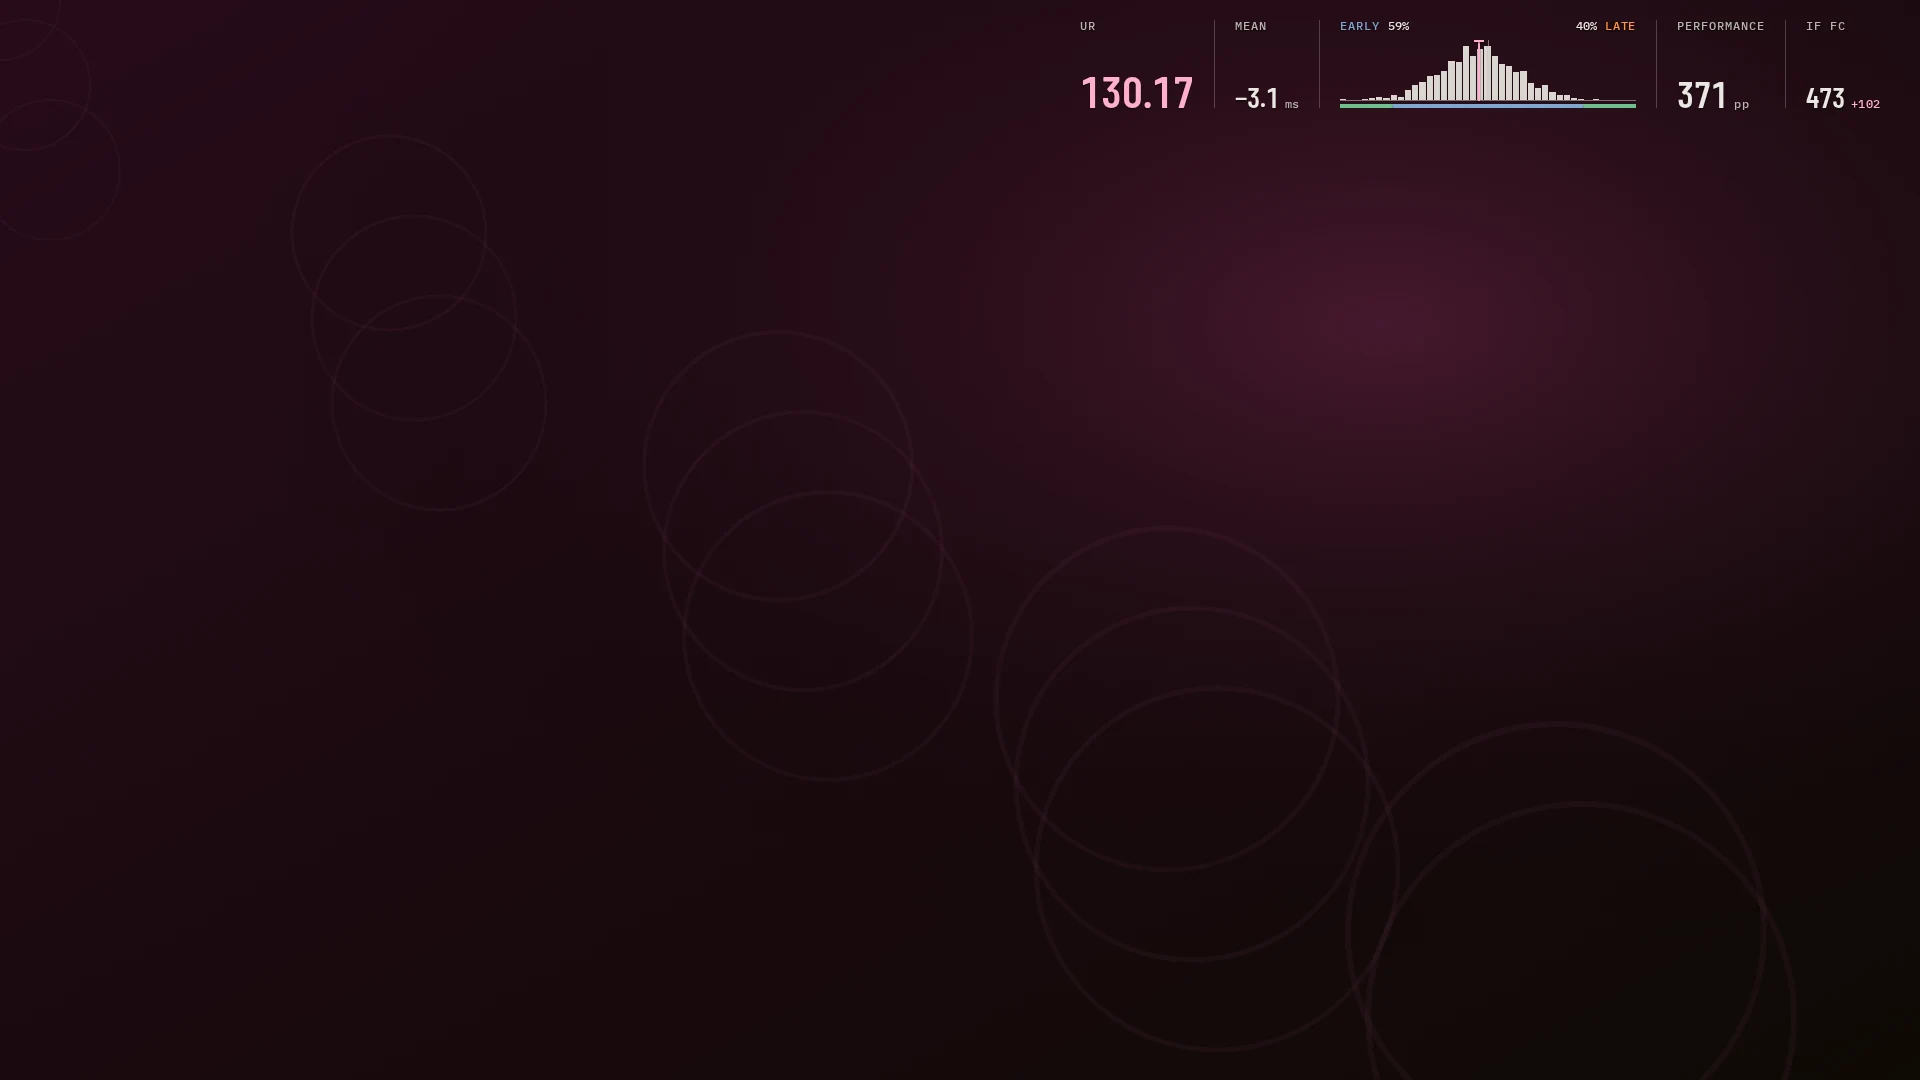 UR
130.17
MEAN
−3.1 ms
EARLY 59%
40% LATE
PERFORMANCE
371 pp
IF FC
473 +102